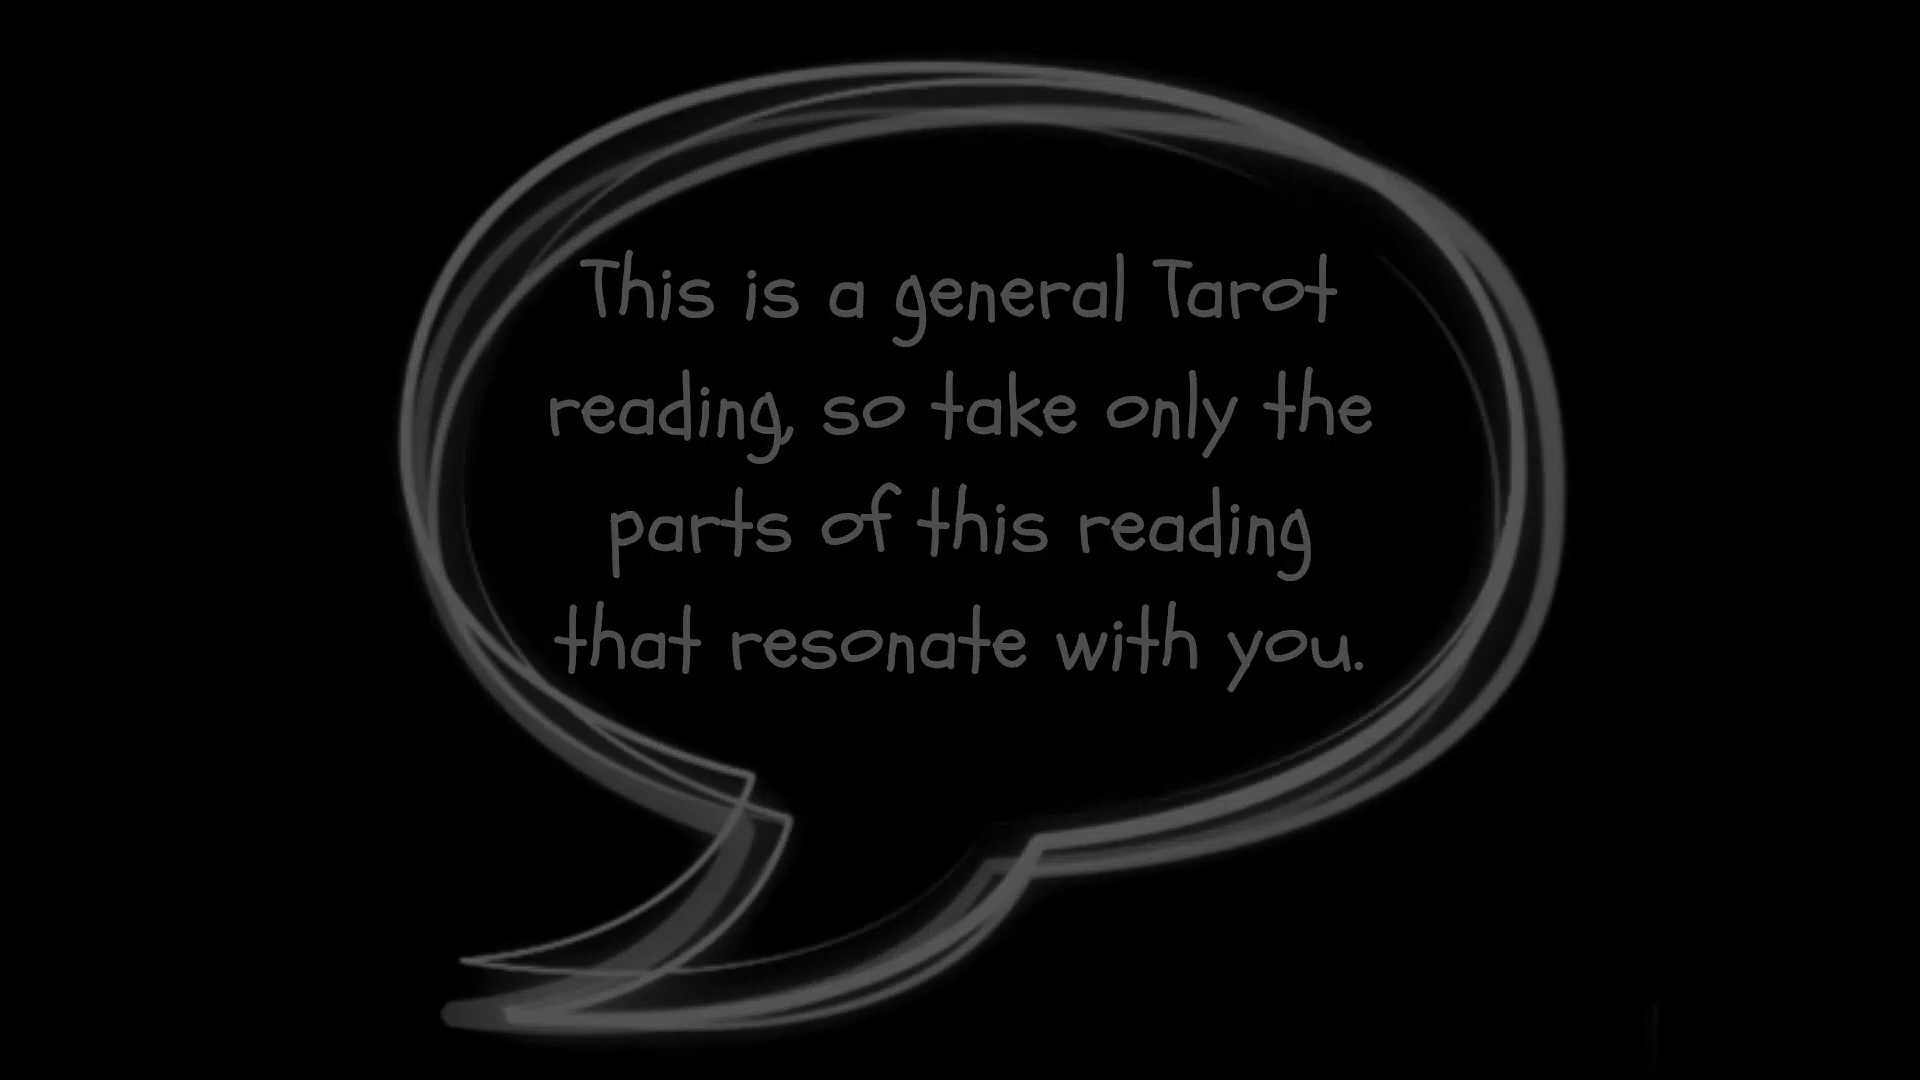 This is a general Tarot
reading, so take only the
parts of this reading
that resonate with you.